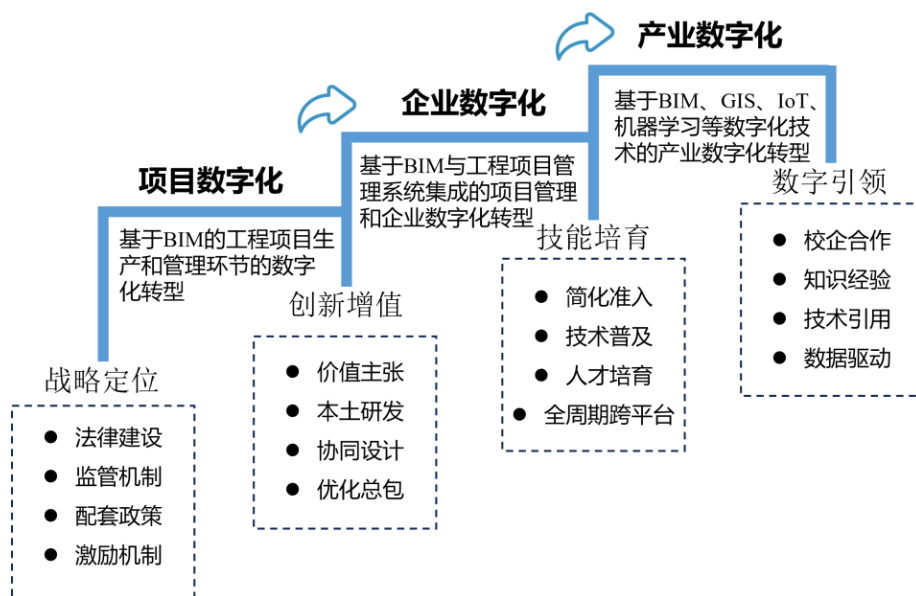 产业数字化
基于BIM、GIS、IoT、
机器学习等数字化技
术的产业数字化转型
企业数字化
基于BIM与工程项目管
理系统集成的项目管理
和企业数字化转型
项目数字化
基于BIM的工程项目生
产和管理环节的数字
化转型
战略定位
法律建设
监管机制
配套政策
激励机制
创新增值
价值主张
本土研发
协同设计
优化总包
技能培育
简化准入
技术普及
人才培育
全周期跨平台
数字引领
校企合作
知识经验
技术引用
数据驱动